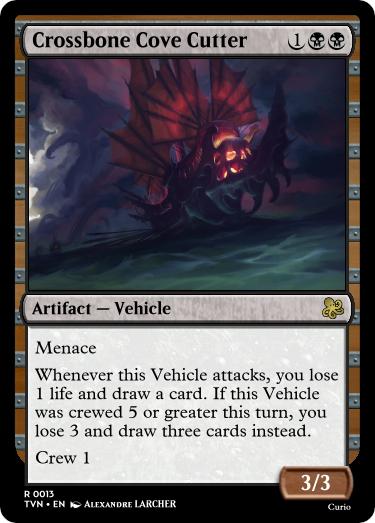 Crossbone Cove Cutter 1
Artifact — Vehicle
Menace
Whenever this Vehicle attacks, you lose
1 life and draw a card. If this Vehicle
was crewed 5 or greater this turn, you
lose 3 and draw three cards instead.
Crew 1
3/3
R 0013
TVN • EN Alexandre LARCHER
Curio